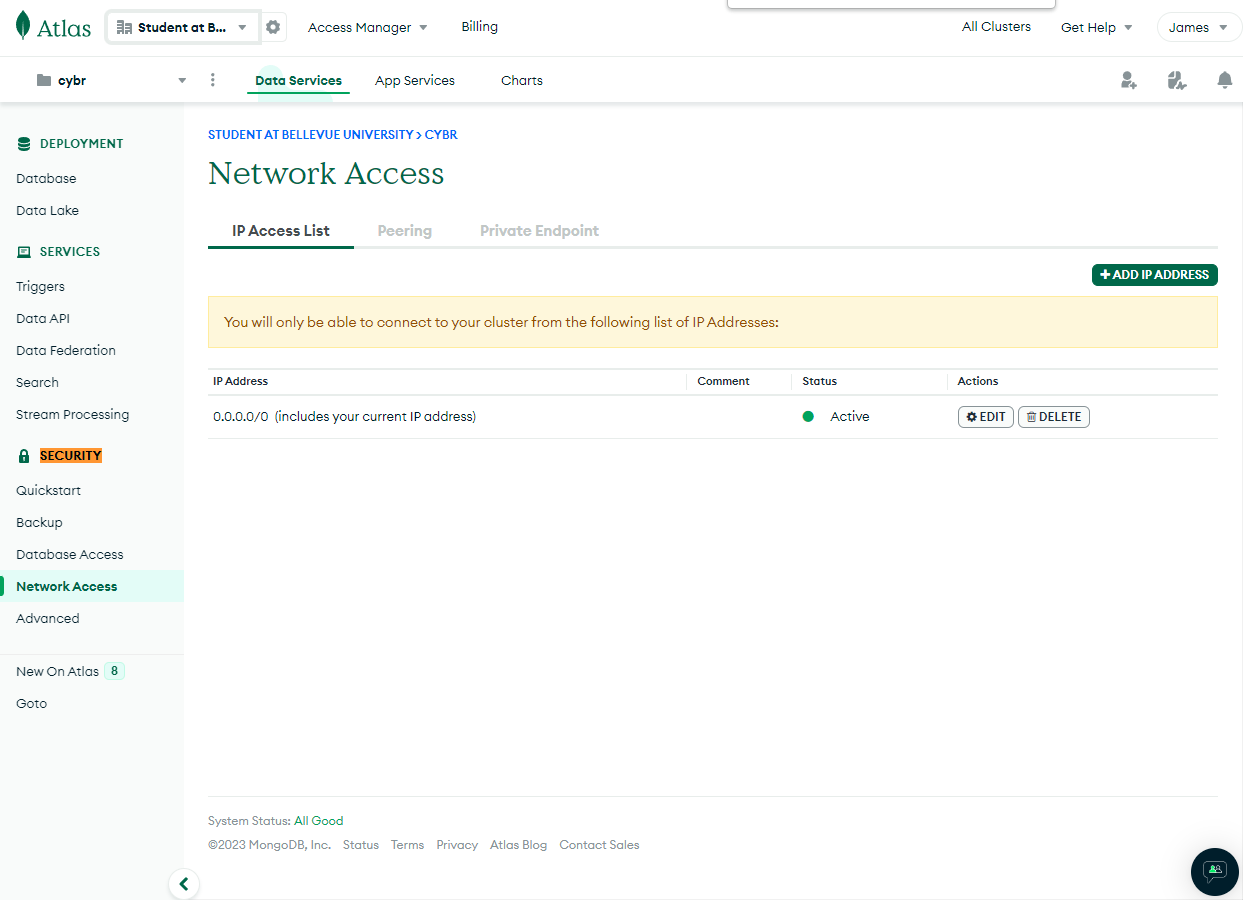 Atlas
Student at B...
Access Manager
Billing
All Clusters
Get Help
James
cybr
Data Services
App Services
Charts
DEPLOYMENT
Database
Data Lake
SERVICES
Triggers
Data API
Data Federation
Search
Stream Processing
SECURITY
Quickstart
Backup
Database Access
Network Access
Advanced
New On Atlas 8
Goto
STUDENT AT BELLEVUE UNIVERSITY > CYBR
Network Access
IP Access List
Peering
Private Endpoint
+ ADD IP ADDRESS
You will only be able to connect to your cluster from the following list of IP Addresses:
IP Address Comment Status Actions
0.0.0.0/0 (includes your current IP address) Active EDIT DELETE
System Status: All Good
©2023 MongoDB, Inc. Status Terms Privacy Atlas Blog Contact Sales